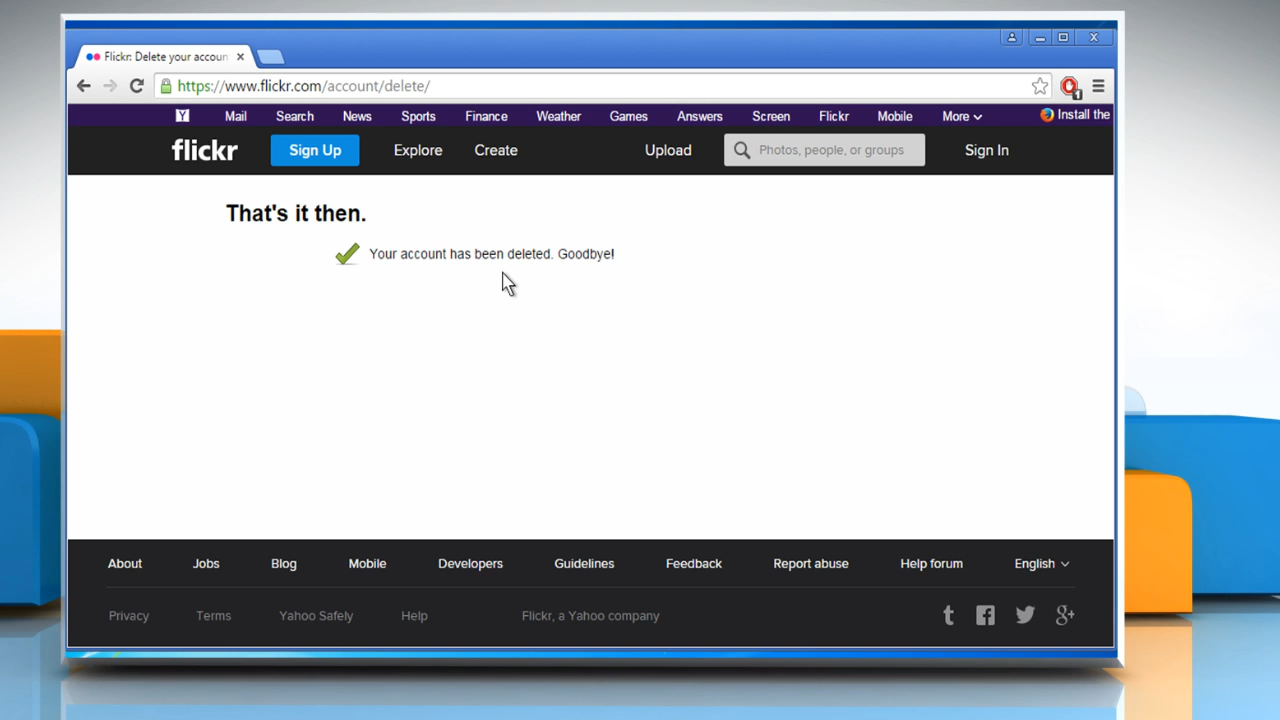 Flickr: Delete your accoun
https://www.flickr.com/account/delete/
1
Y Mail Search News Sports Finance Weather Games Answers Screen Flickr Mobile More Install the
flickr Sign Up Explore Create Upload Photos, people, or groups Sign In
That's it then.
Your account has been deleted. Goodbye!
About Jobs Blog Mobile Developers Guidelines Feedback Report abuse Help forum English
Privacy Terms Yahoo Safely Help Flickr, a Yahoo company t f g+